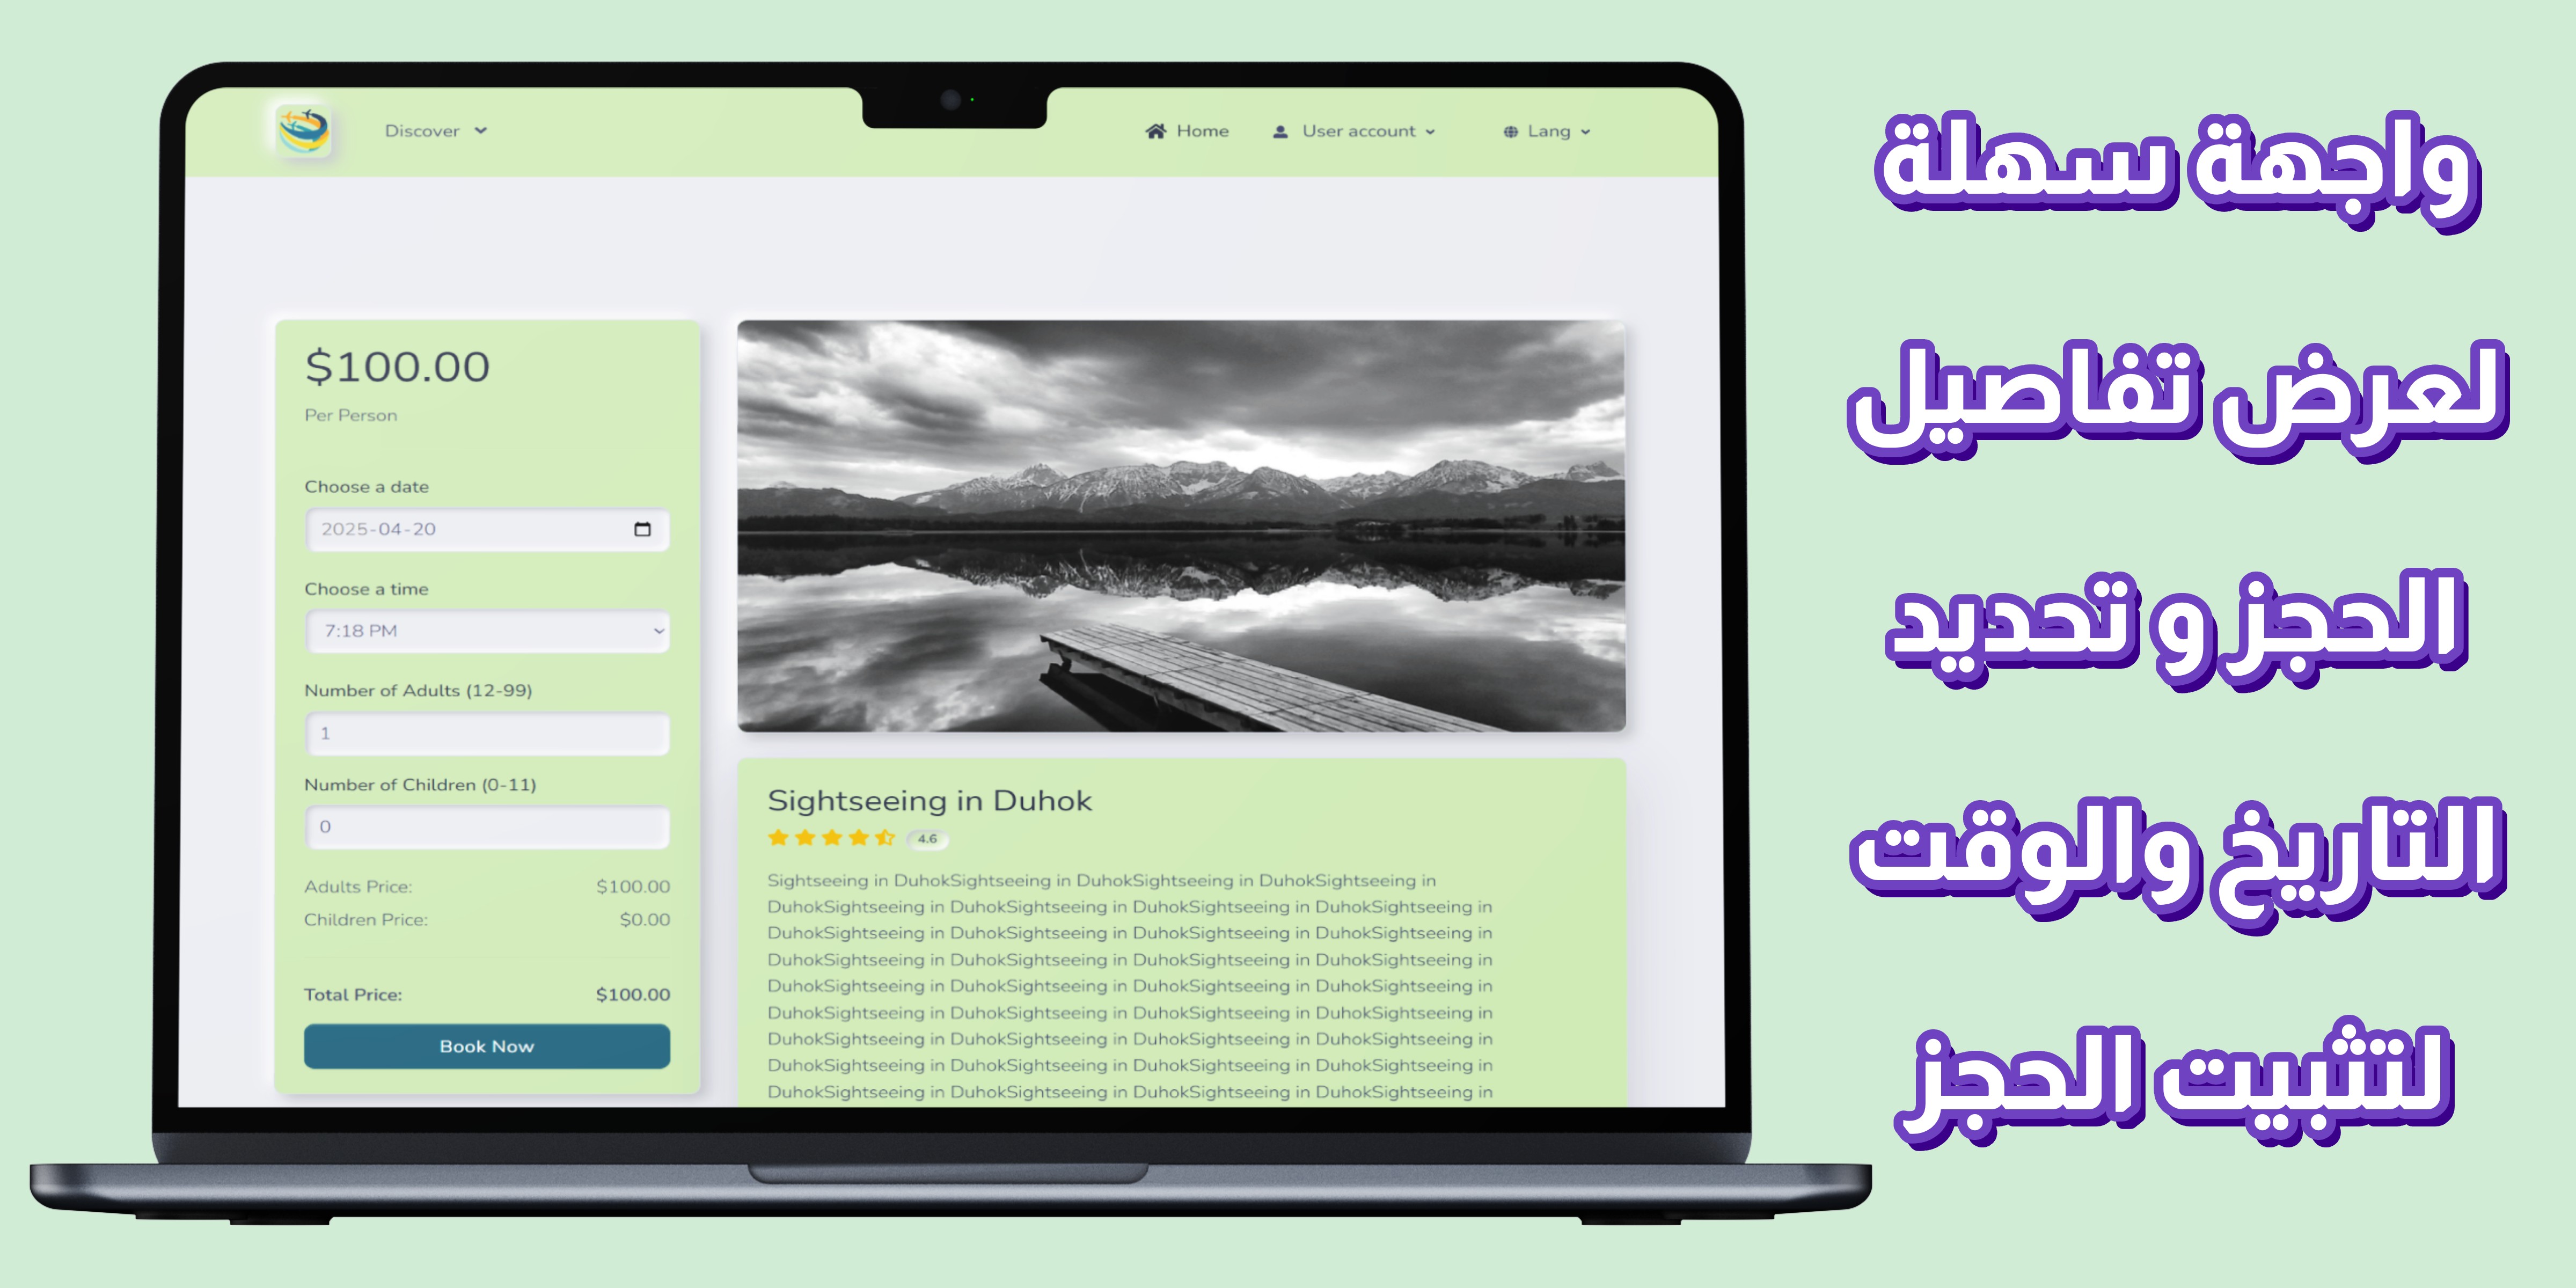 Discover
Home
User account
Lang
$100.00
Per Person
Choose a date
2025-04-20
Choose a time
7:18 PM
Number of Adults (12-99)
1
Number of Children (0-11)
0
Adults Price: $100.00
Children Price: $0.00
Total Price: $100.00
Book Now
Sightseeing in Duhok
4.6
Sightseeing in DuhokSightseeing in DuhokSightseeing in DuhokSightseeing in
DuhokSightseeing in DuhokSightseeing in DuhokSightseeing in DuhokSightseeing in
DuhokSightseeing in DuhokSightseeing in DuhokSightseeing in DuhokSightseeing in
DuhokSightseeing in DuhokSightseeing in DuhokSightseeing in DuhokSightseeing in
DuhokSightseeing in DuhokSightseeing in DuhokSightseeing in DuhokSightseeing in
DuhokSightseeing in DuhokSightseeing in DuhokSightseeing in DuhokSightseeing in
DuhokSightseeing in DuhokSightseeing in DuhokSightseeing in DuhokSightseeing in
DuhokSightseeing in DuhokSightseeing in DuhokSightseeing in DuhokSightseeing in
DuhokSightseeing in DuhokSightseeing in DuhokSightseeing in DuhokSightseeing in
واجهة سهلة
لعرض تفاصيل
الحجز و تحديد
التاريخ والوقت
لتثبيت الحجز